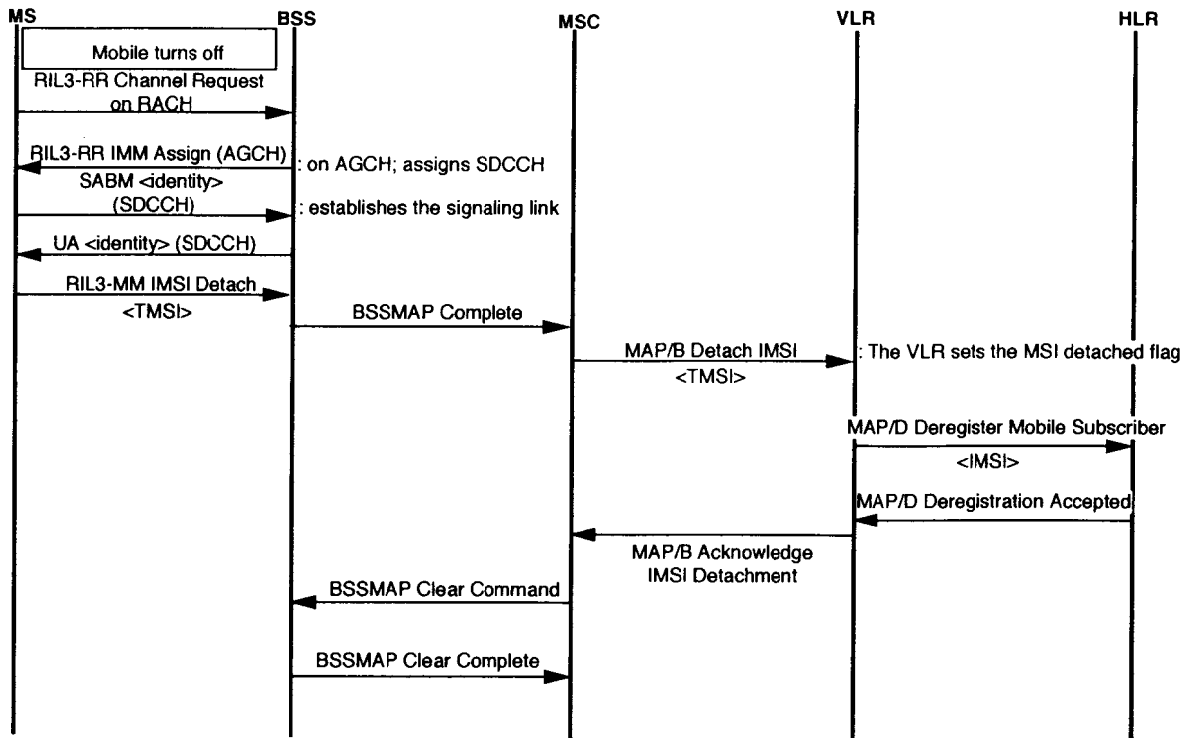 MS BSS MSC VLR HLR
Mobile turns off
RIL3-RR Channel Request
on RACH
RIL3-RR IMM Assign (AGCH)
: on AGCH; assigns SDCCH
SABM <identity>
(SDCCH)
: establishes the signaling link
UA <identity> (SDCCH)
RIL3-MM IMSI Detach
<TMSI>
BSSMAP Complete
MAP/B Detach IMSI
<TMSI>
: The VLR sets the MSI detached flag
MAP/D Deregister Mobile Subscriber
<IMSI>
MAP/D Deregistration Accepted
MAP/B Acknowledge
IMSI Detachment
BSSMAP Clear Command
BSSMAP Clear Complete